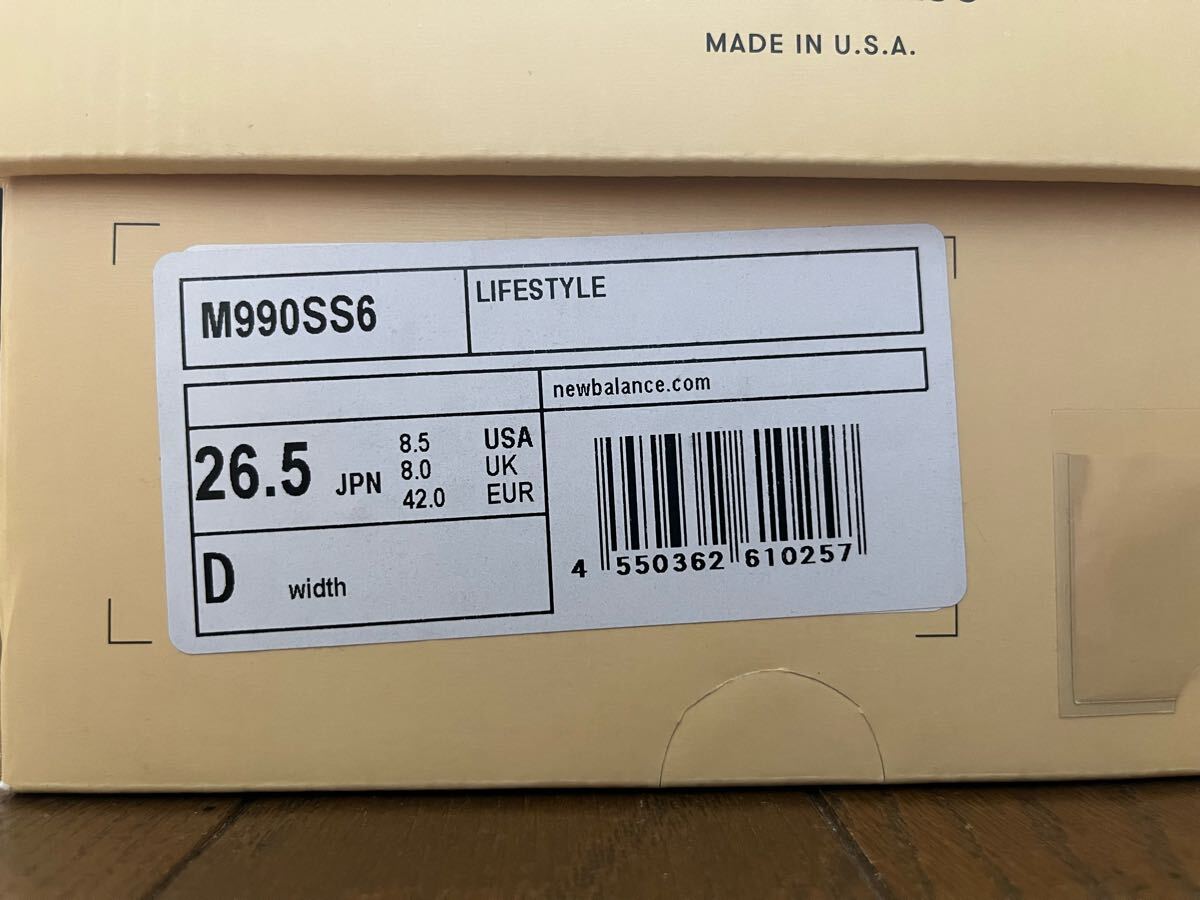 MADE IN U.S.A.
M990SS6
LIFESTYLE
newbalance.com
26.5 JPN
8.5 USA
8.0 UK
42.0 EUR
D width
4 550362 610257